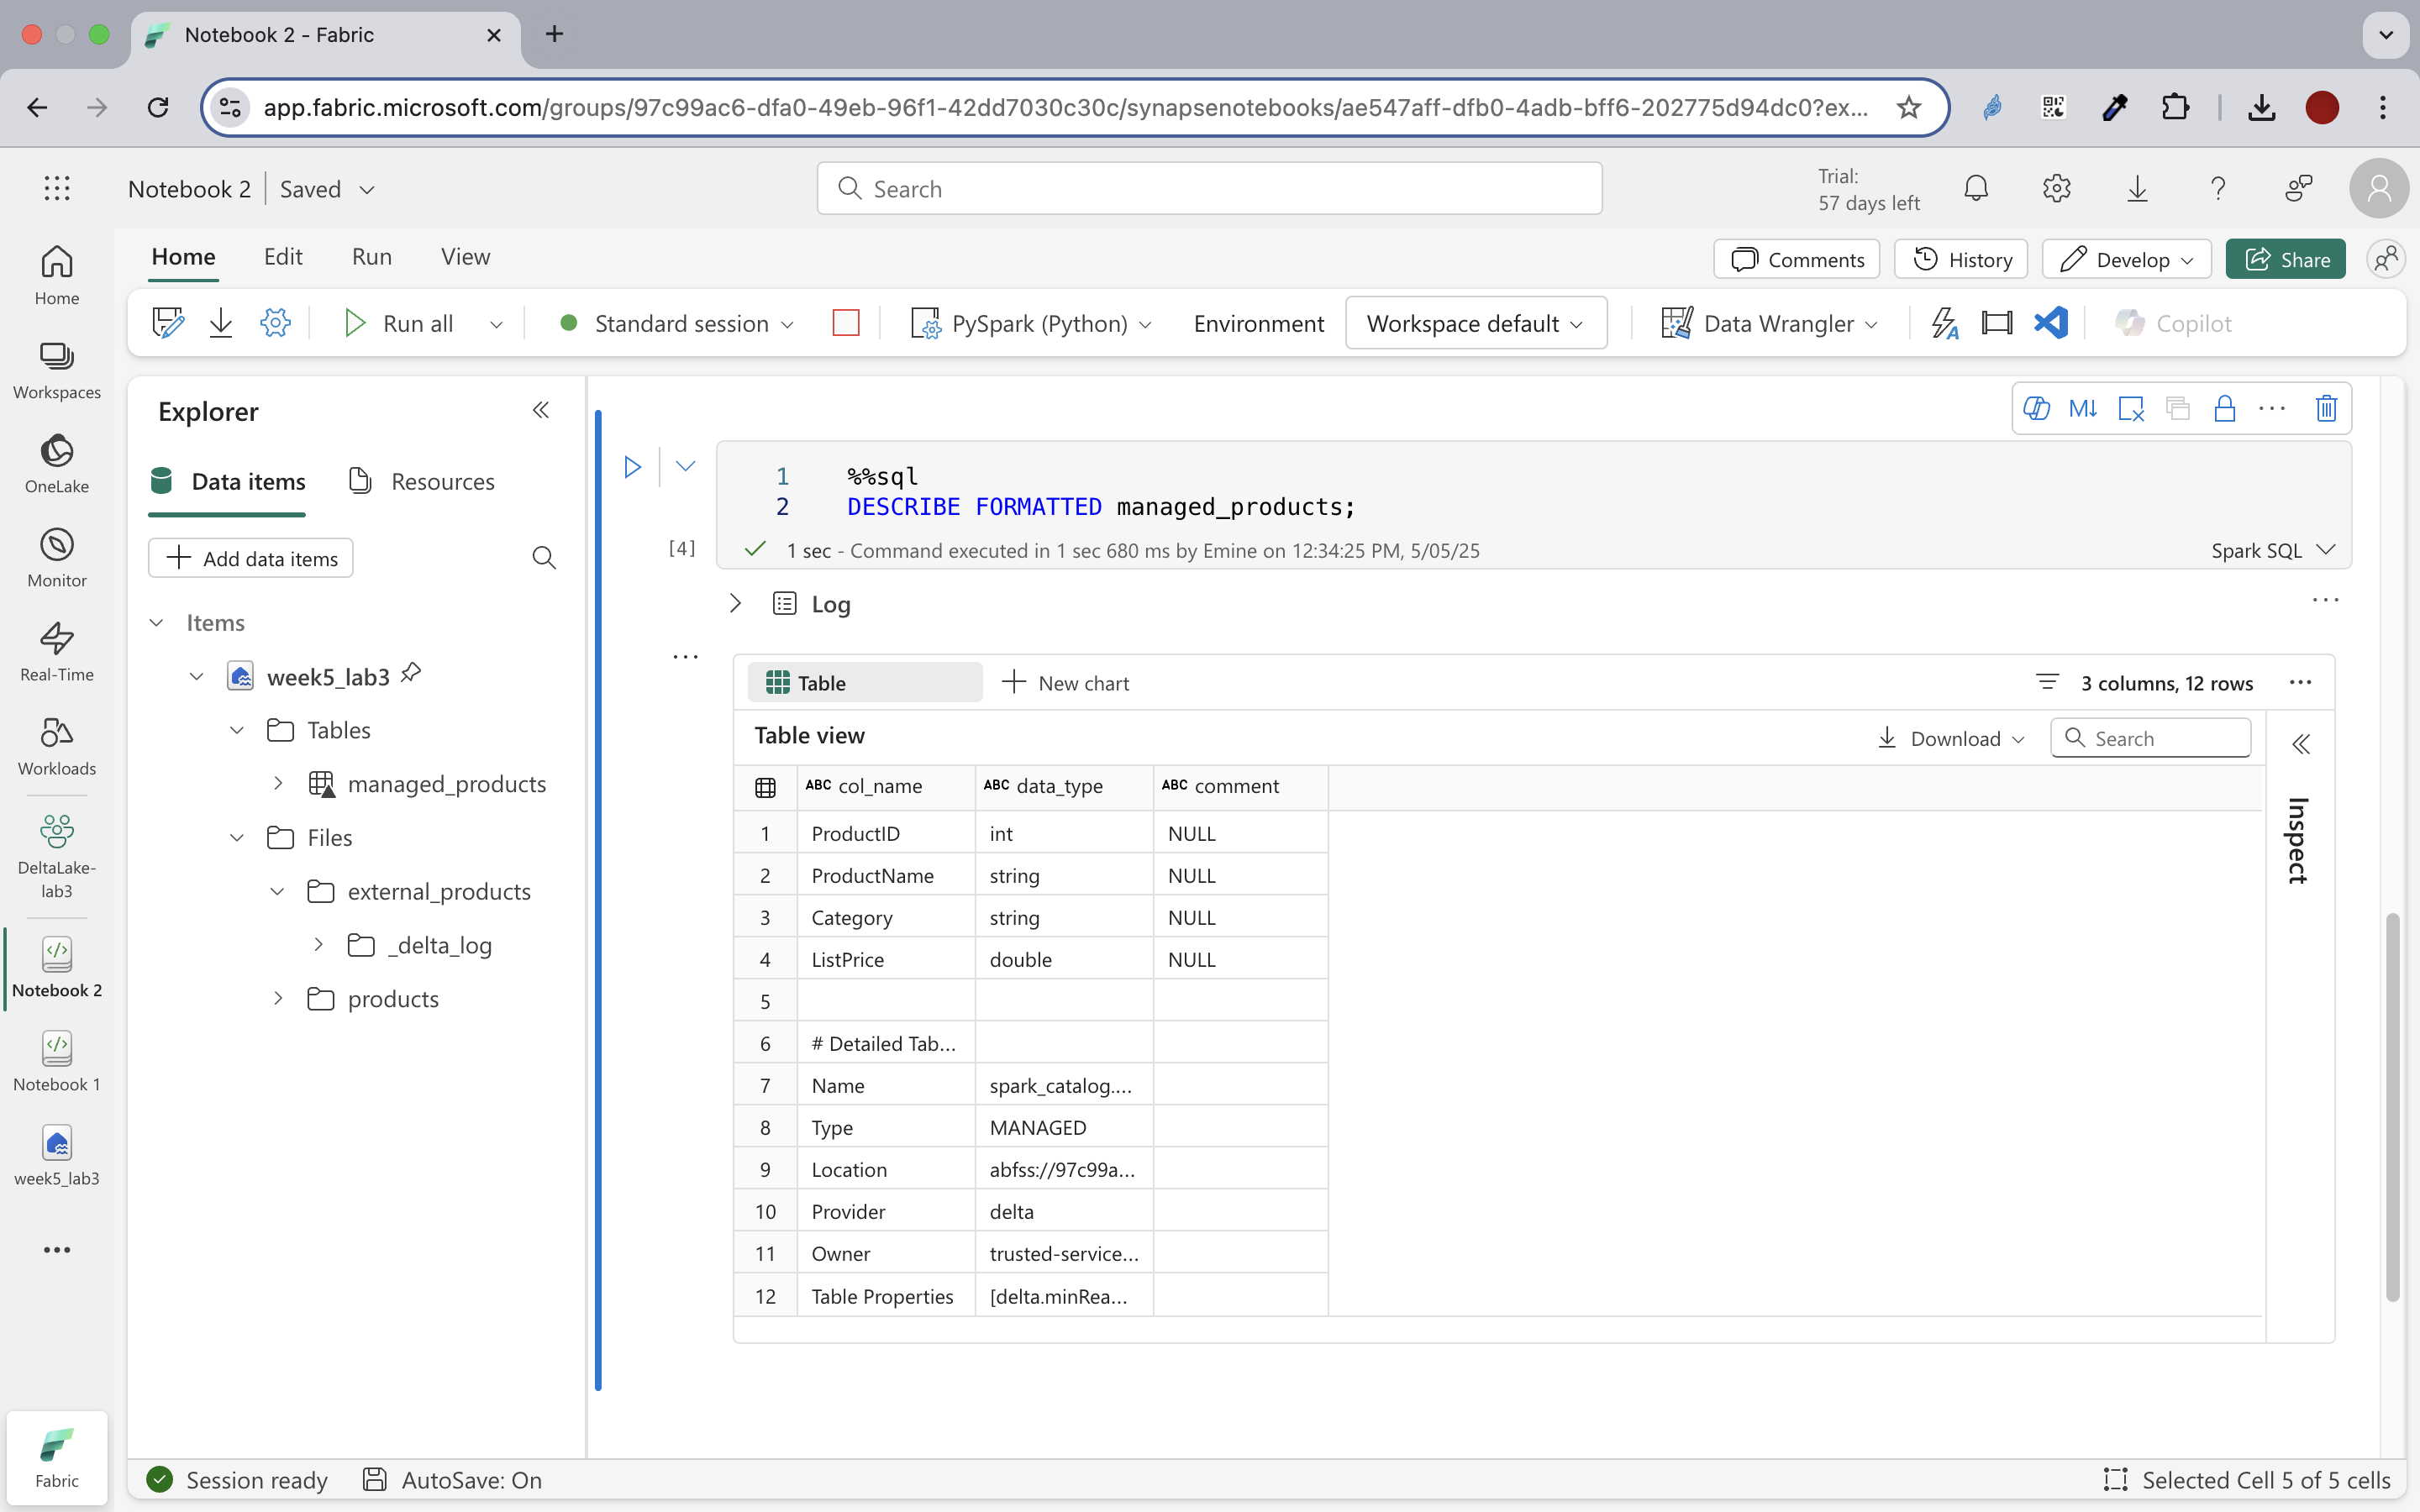 Notebook 2 - Fabric
app.fabric.microsoft.com/groups/97c99ac6-dfa0-49eb-96f1-42dd7030c30c/synapsenotebooks/ae547aff-dfb0-4adb-bff6-202775d94dc0?ex...
Notebook 2 | Saved
Search
Trial:
57 days left
Home
Edit
Run
View
Comments
History
Develop
Share
Run all
Standard session
PySpark (Python)
Environment
Workspace default
Data Wrangler
Copilot
Home
Workspaces
OneLake
Monitor
Real-Time
Workloads
DeltaLake-
lab3
Notebook 2
Notebook 1
week5_lab3
Fabric
Explorer
Data items
Resources
Add data items
Items
week5_lab3
Tables
managed_products
Files
external_products
_delta_log
products
M↓
1 %%sql
2 DESCRIBE FORMATTED managed_products;
[4]
1 sec - Command executed in 1 sec 680 ms by Emine on 12:34:25 PM, 5/05/25
Spark SQL
Log
Table
New chart
3 columns, 12 rows
Table view
Download
Search
Inspect
ABC col_name ABC data_type ABC comment
1 ProductID int NULL
2 ProductName string NULL
3 Category string NULL
4 ListPrice double NULL
5
6 # Detailed Tab...
7 Name spark_catalog....
8 Type MANAGED
9 Location abfss://97c99a...
10 Provider delta
11 Owner trusted-service...
12 Table Properties [delta.minRea...
Session ready
AutoSave: On
Selected Cell 5 of 5 cells